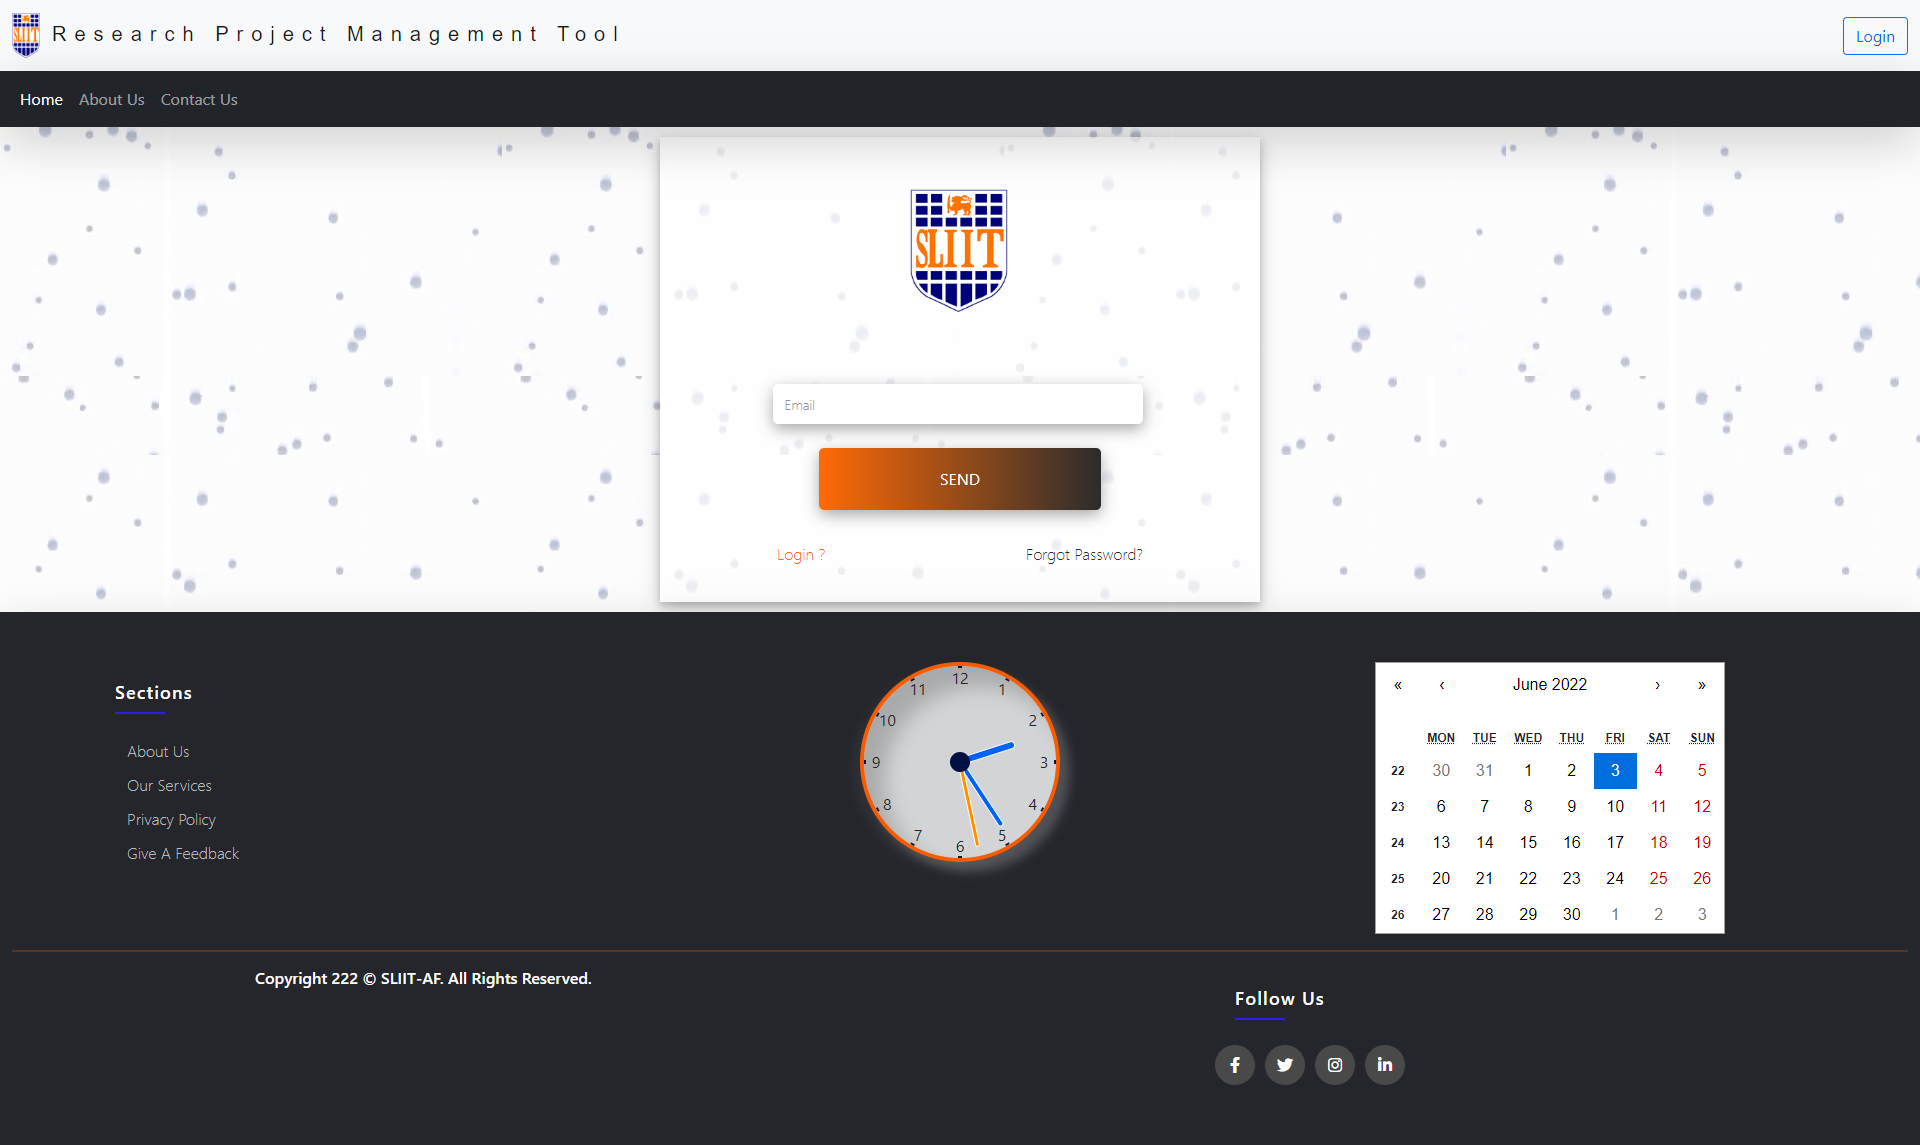 SLIIT
Research Project Management Tool
Login
Home About Us Contact Us
SLIIT
Email
SEND
Login ? Forgot Password?
Sections
About Us
Our Services
Privacy Policy
Give A Feedback
12
11 1
10 2
9 3
8 4
7 5
6
« ‹ June 2022 › »
MON TUE WED THU FRI SAT SUN
22 30 31 1 2 3 4 5
23 6 7 8 9 10 11 12
24 13 14 15 16 17 18 19
25 20 21 22 23 24 25 26
26 27 28 29 30 1 2 3
Copyright 222 © SLIIT-AF. All Rights Reserved.
Follow Us